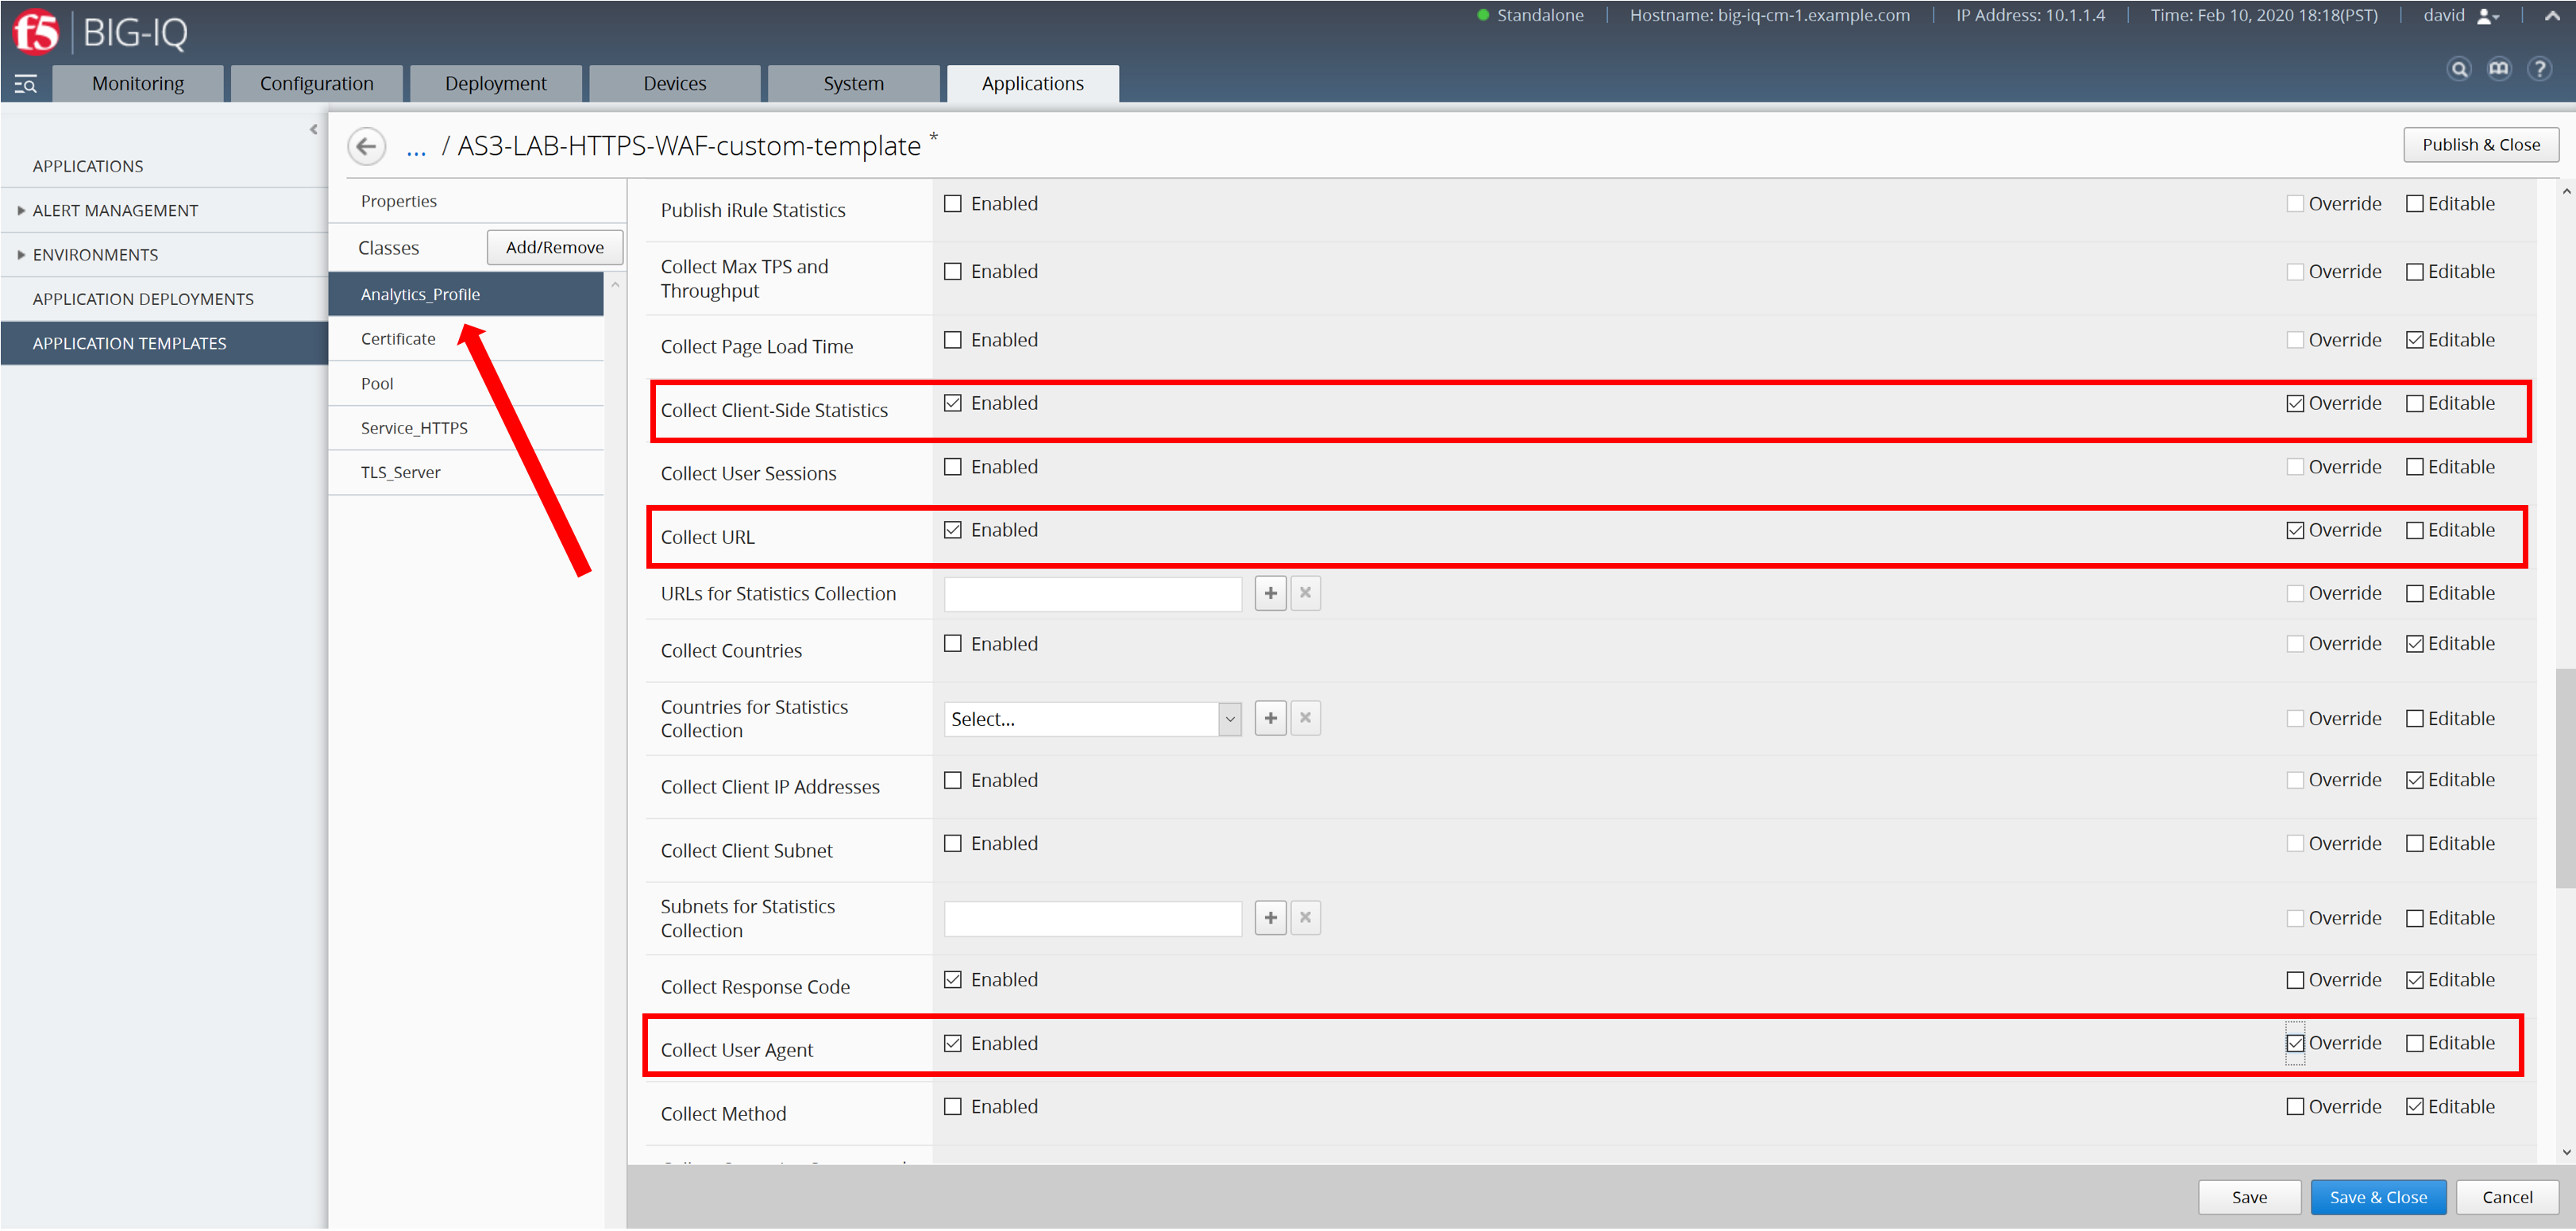 f5 BIG-IQ
Standalone Hostname: big-iq-cm-1.example.com IP Address: 10.1.1.4 Time: Feb 10, 2020 18:18(PST) david
Monitoring Configuration Deployment Devices System Applications
APPLICATIONS
ALERT MANAGEMENT
ENVIRONMENTS
APPLICATION DEPLOYMENTS
APPLICATION TEMPLATES
... / AS3-LAB-HTTPS-WAF-custom-template *
Publish & Close
Properties
Classes Add/Remove
Analytics_Profile
Certificate
Pool
Service_HTTPS
TLS_Server
Publish iRule Statistics Enabled Override Editable
Collect Max TPS and
Throughput
Enabled Override Editable
Collect Page Load Time Enabled Override Editable
Collect Client-Side Statistics Enabled Override Editable
Collect User Sessions Enabled Override Editable
Collect URL Enabled Override Editable
URLs for Statistics Collection + × Override Editable
Collect Countries Enabled Override Editable
Countries for Statistics
Collection
Select... + × Override Editable
Collect Client IP Addresses Enabled Override Editable
Collect Client Subnet Enabled Override Editable
Subnets for Statistics
Collection
+ × Override Editable
Collect Response Code Enabled Override Editable
Collect User Agent Enabled Override Editable
Collect Method Enabled Override Editable
Save Save & Close Cancel